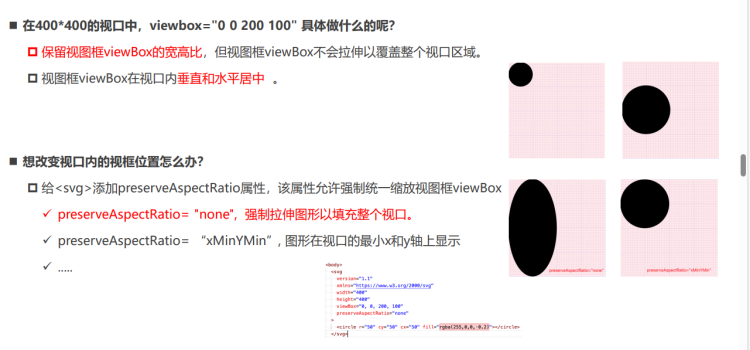 ■ 在400*400的视口中，viewbox="0 0 200 100" 具体做什么的呢？
保留视图框viewBox的宽高比，但视图框viewBox不会拉伸以覆盖整个视口区域。
视图框viewBox在视口内垂直和水平居中 。
■ 想改变视口内的视框位置怎么办？
给<svg>添加preserveAspectRatio属性，该属性允许强制统一缩放视图框viewBox
✓ preserveAspectRatio= "none"，强制拉伸图形以填充整个视口。
✓ preserveAspectRatio= “xMinYMin”, 图形在视口的最小x和y轴上显示
✓ .....
preserveAspectRatio="none"
preserveAspectRatio="xMinYMin"
<body>
<svg
version="1.1"
xmlns="https://www.w3.org/2000/svg"
width="400"
height="400"
viewBox="0, 0, 200, 100"
preserveAspectRatio="none"
>
<circle r="50" cy="50" cx="50" fill="rgba(255,0,0,-0.2)"></circle>
</svg>